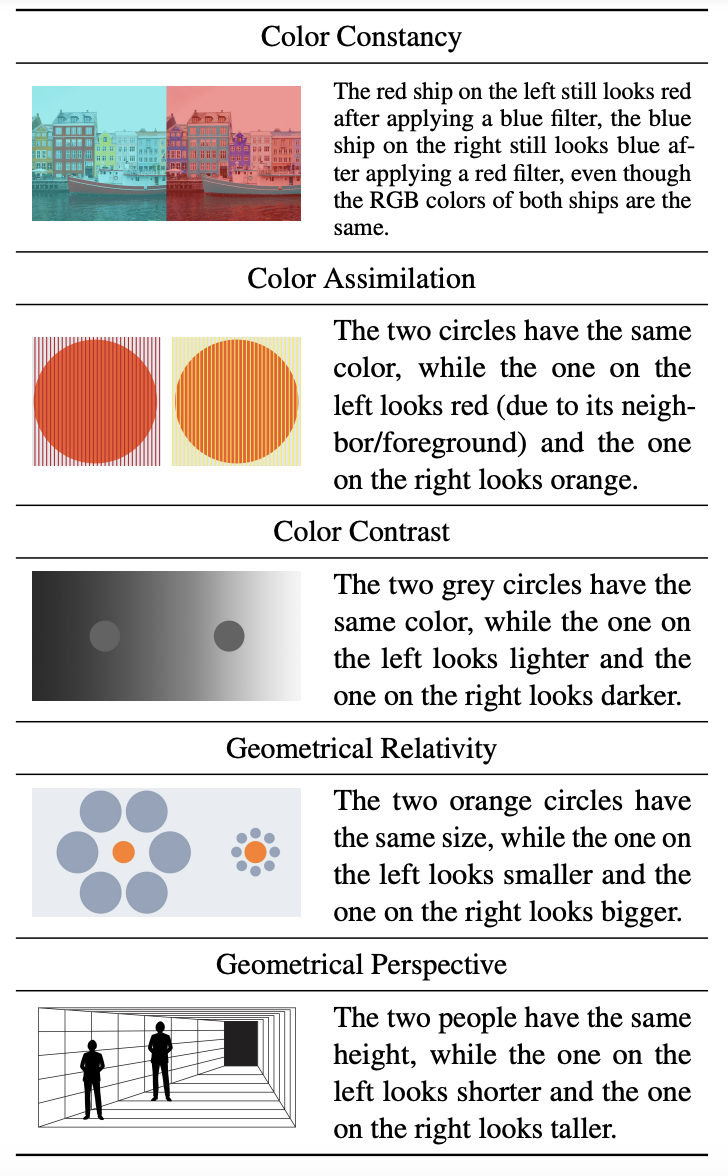 Color Constancy
The red ship on the left still looks red
after applying a blue filter, the blue
ship on the right still looks blue af-
ter applying a red filter, even though
the RGB colors of both ships are the
same.
Color Assimilation
The two circles have the same
color, while the one on the
left looks red (due to its neigh-
bor/foreground) and the one
on the right looks orange.
Color Contrast
The two grey circles have the
same color, while the one on
the left looks lighter and the
one on the right looks darker.
Geometrical Relativity
The two orange circles have
the same size, while the one on
the left looks smaller and the
one on the right looks bigger.
Geometrical Perspective
The two people have the same
height, while the one on the
left looks shorter and the one
on the right looks taller.